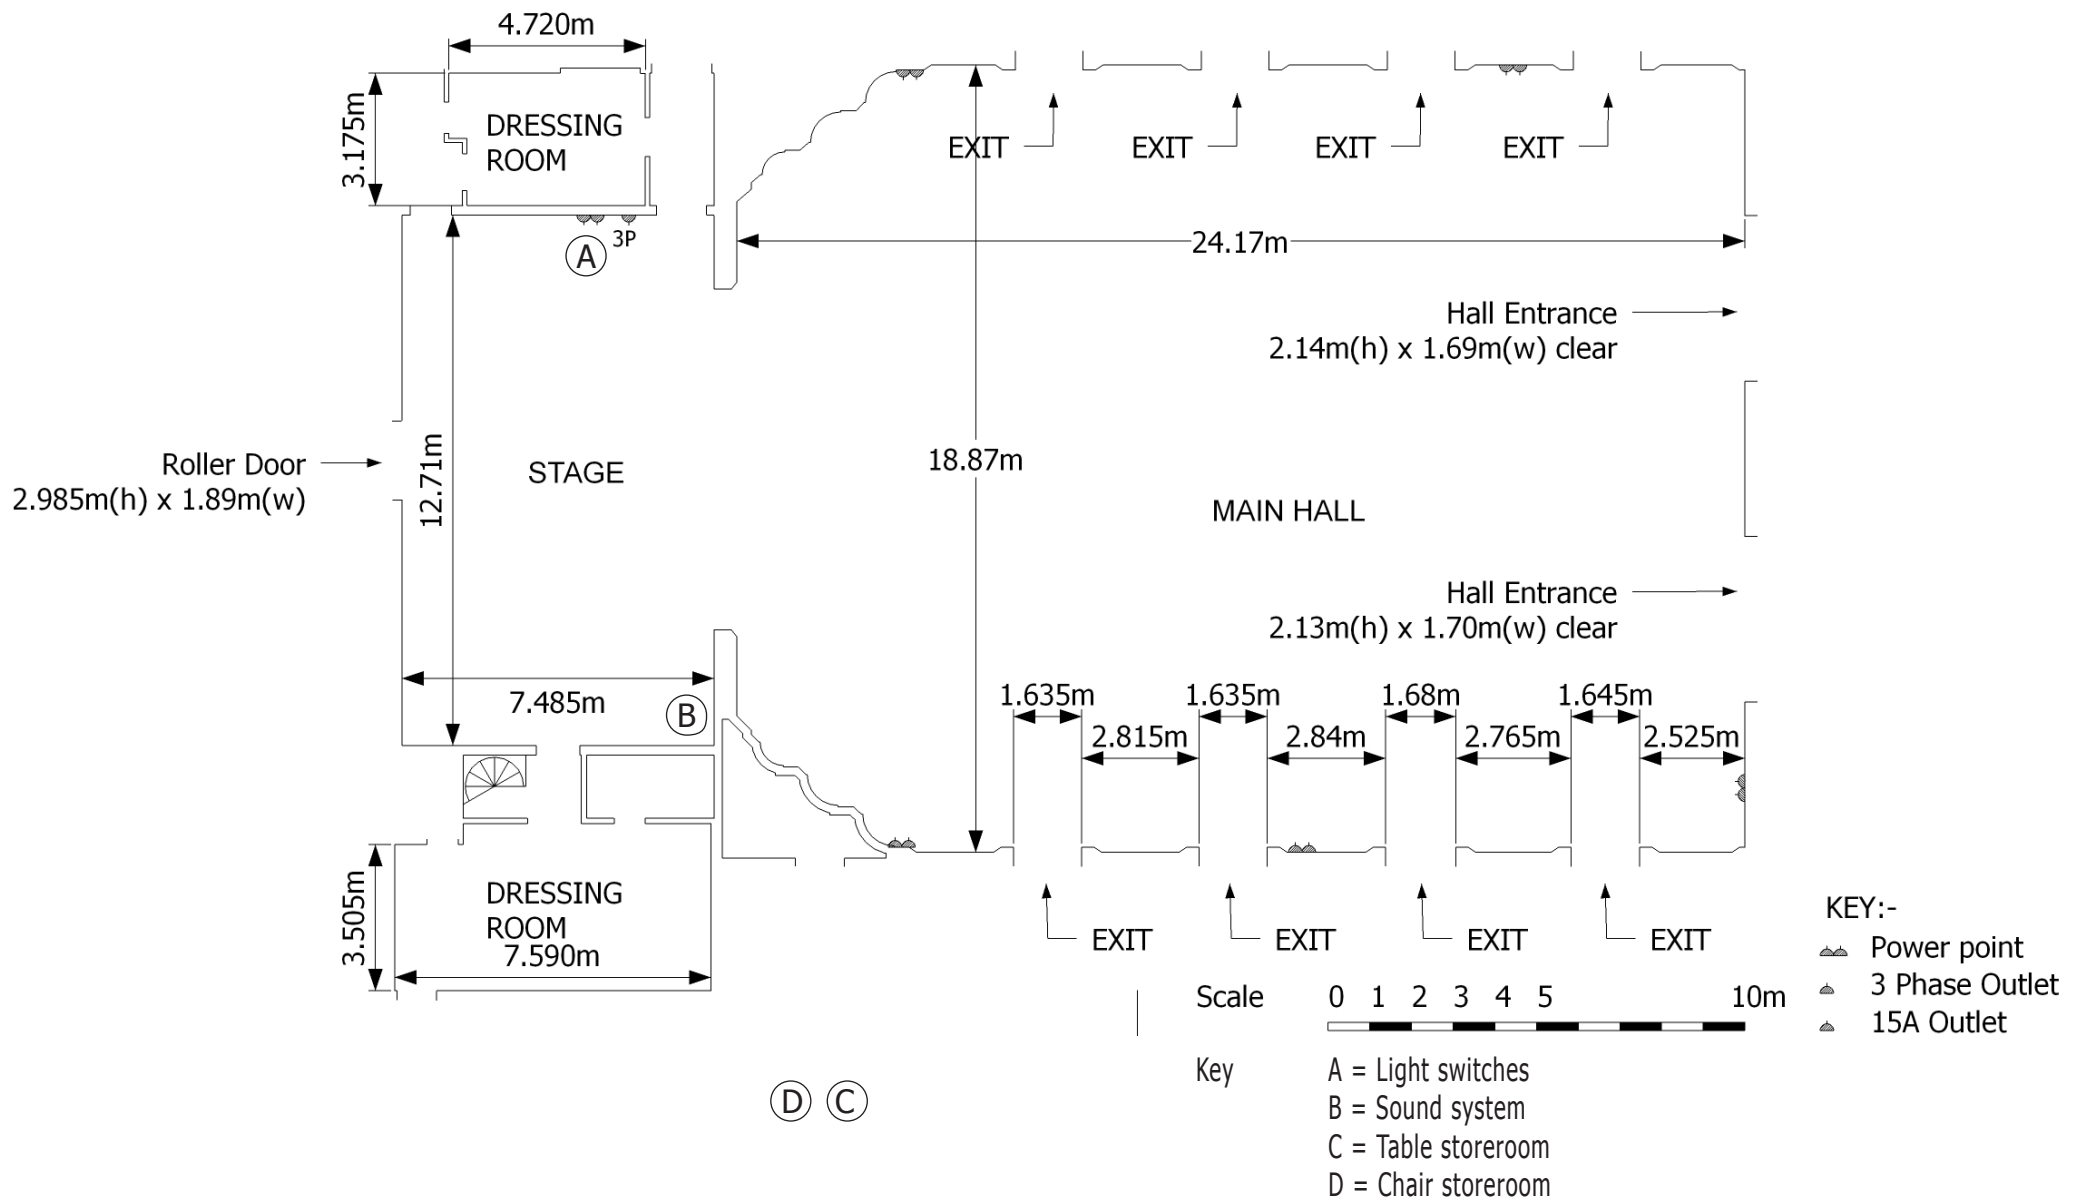 4.720m
3.175m
DRESSING
ROOM
EXIT
EXIT
EXIT
EXIT
A
3P
24.17m
Hall Entrance
2.14m(h) x 1.69m(w) clear
Roller Door
2.985m(h) x 1.89m(w)
12.71m
STAGE
18.87m
MAIN HALL
Hall Entrance
2.13m(h) x 1.70m(w) clear
7.485m
B
1.635m
1.635m
1.68m
1.645m
2.815m
2.84m
2.765m
2.525m
3.505m
DRESSING
ROOM
7.590m
EXIT
EXIT
EXIT
EXIT
KEY:-
Power point
3 Phase Outlet
15A Outlet
Scale 0 1 2 3 4 5 10m
D C
Key A = Light switches
B = Sound system
C = Table storeroom
D = Chair storeroom